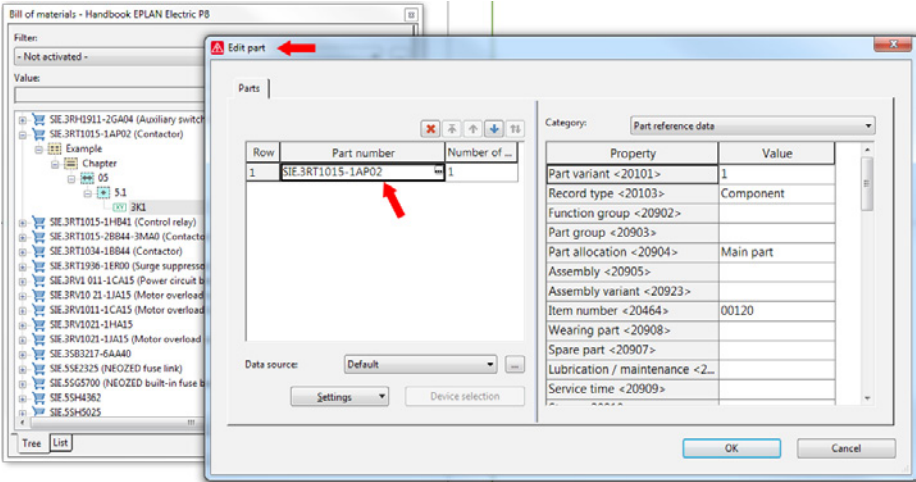 Bill of materials - Handbook EPLAN Electric P8
Filter:
- Not activated -
Value:
SIE.3RH1911-2GA04 (Auxiliary switch
SIE.3RT1015-1AP02 (Contactor)
Example
Chapter
05
5.1
3K1
SIE.3RT1015-1HB41 (Control relay)
SIE.3RT1015-2BB44-3MA0 (Contacto
SIE.3RT1034-1BB44 (Contactor)
SIE.3RT1936-1ER00 (Surge suppresso
SIE.3RV1 011-1CA15 (Power circuit b
SIE.3RV10 21-1JA15 (Motor overload
SIE.3RV1011-1CA15 (Motor overload
SIE.3RV1021-1HA15
SIE.3RV1021-1JA15 (Motor overload
SIE.3SB3217-6AA40
SIE.5SE2325 (NEOZED fuse link)
SIE.5SG5700 (NEOZED built-in fuse b
SIE.5SH4362
SIE.5SH5025
Tree List
Edit part
Parts
Row Part number Number of ...
1 SIE.3RT1015-1AP02 ... 1
Data source: Default ...
Settings Device selection
Category: Part reference data
Property Value
Part variant <20101> 1
Record type <20103> Component
Function group <20902>
Part group <20903>
Part allocation <20904> Main part
Assembly <20905>
Assembly variant <20923>
Item number <20464> 00120
Wearing part <20908>
Spare part <20907>
Lubrication / maintenance <2...
Service time <20909>
OK Cancel